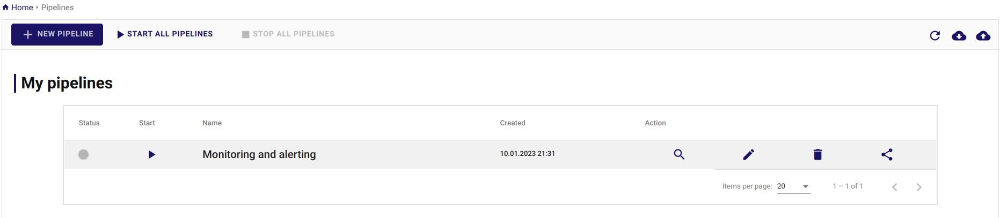 Home Pipelines
NEW PIPELINE START ALL PIPELINES STOP ALL PIPELINES
My pipelines
Status Start Name Created Action
Monitoring and alerting 10.01.2023 21:31
Items per page: 20 1 – 1 of 1